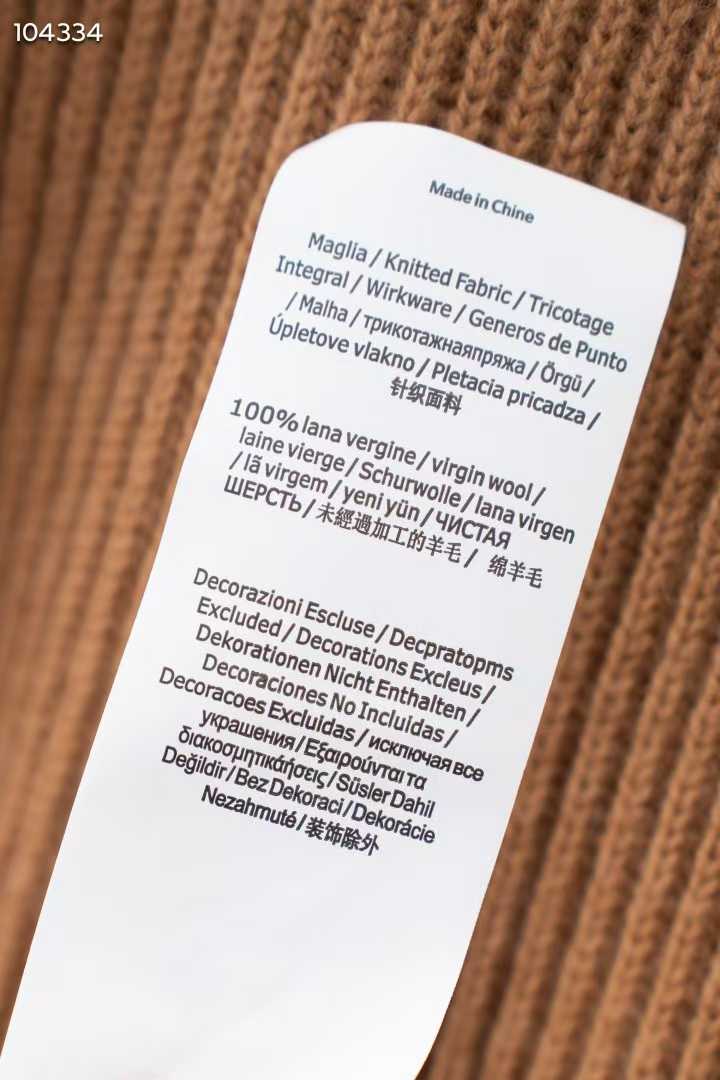 104334
Made in Chine
Maglia / Knitted Fabric / Tricotage
Integral / Wirkware / Generos de Punto
/ Malha / трикотажнаяпряжа / Örgü /
Úpletove vlakno / Pletacia pricadza /
针织面料
100% lana vergine / virgin wool /
laine vierge / Schurwolle / lana virgen
/ lã virgem / yeni yün / ЧИСТАЯ
ШЕРСТЬ / 未經過加工的羊毛 / 绵羊毛
Decorazioni Escluse / Decpratopms
Excluded / Decorations Excleus /
Dekorationen Nicht Enthalten /
Decoraciones No Incluidas /
Decoracoes Excluidas / исключая все
украшения / Εξαιρούνται τα
διακοσμητικάήσεις / Süsler Dahil
Değildir / Bez Dekoraci / Dekorácie
Nezahrnuté / 装饰除外